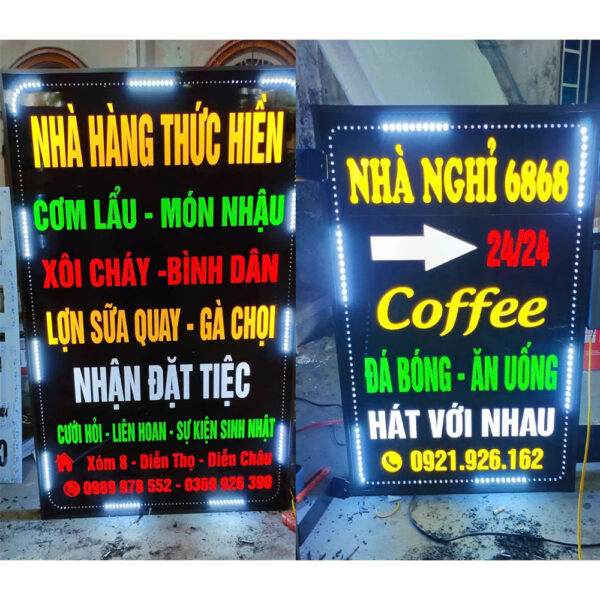 NHÀ HÀNG THỨC HIỀN
CƠM LẨU - MÓN NHẬU
XÔI CHÁY -BÌNH DÂN
LỢN SỮA QUAY - GÀ CHỌI
NHẬN ĐẶT TIỆC
CƯỚI HỎI - LIÊN HOAN - SỰ KIỆN SINH NHẬT
Xóm 8 - Diễn Thọ - Diễn Châu
0989 978 552 - 0369 926 390
NHÀ NGHỈ 6868
24/24
Coffee
ĐÁ BÓNG - ĂN UỐNG
HÁT VỚI NHAU
0921.926.162